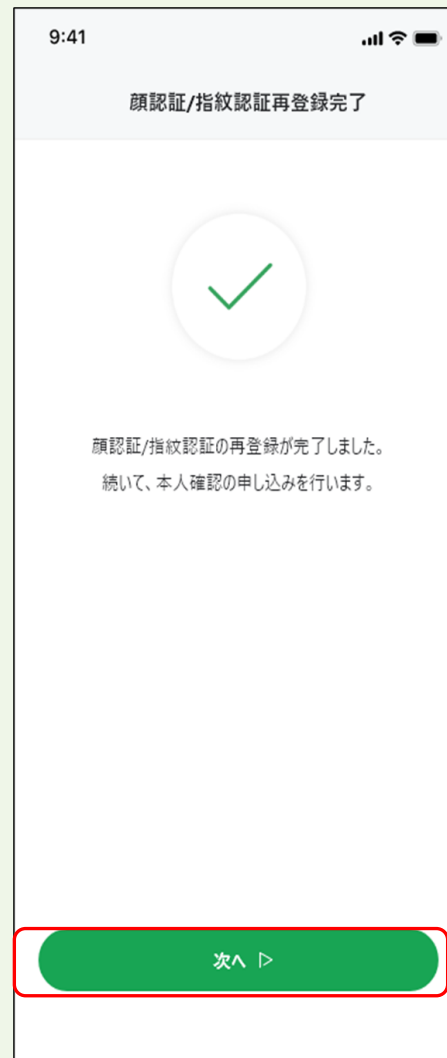 9:41
顔認証/指紋認証再登録完了
顔認証/指紋認証の再登録が完了しました。
続いて、本人確認の申し込みを行います。
次へ ▷